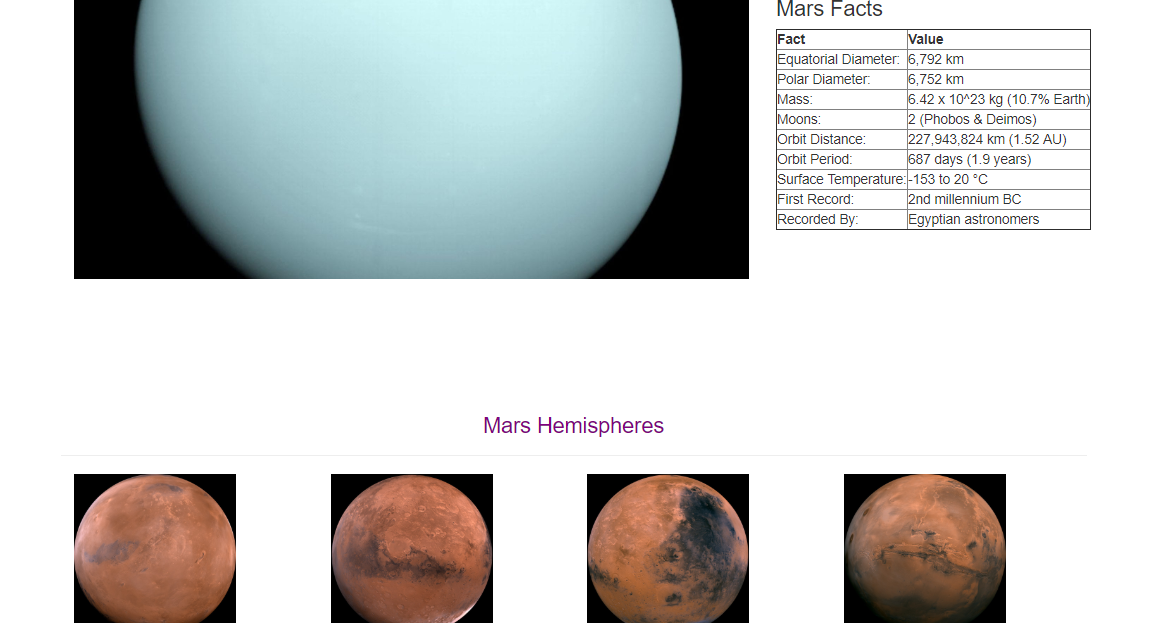 Mars Facts
Fact Value
Equatorial Diameter: 6,792 km
Polar Diameter: 6,752 km
Mass: 6.42 x 10^23 kg (10.7% Earth)
Moons: 2 (Phobos & Deimos)
Orbit Distance: 227,943,824 km (1.52 AU)
Orbit Period: 687 days (1.9 years)
Surface Temperature: -153 to 20 °C
First Record: 2nd millennium BC
Recorded By: Egyptian astronomers
Mars Hemispheres